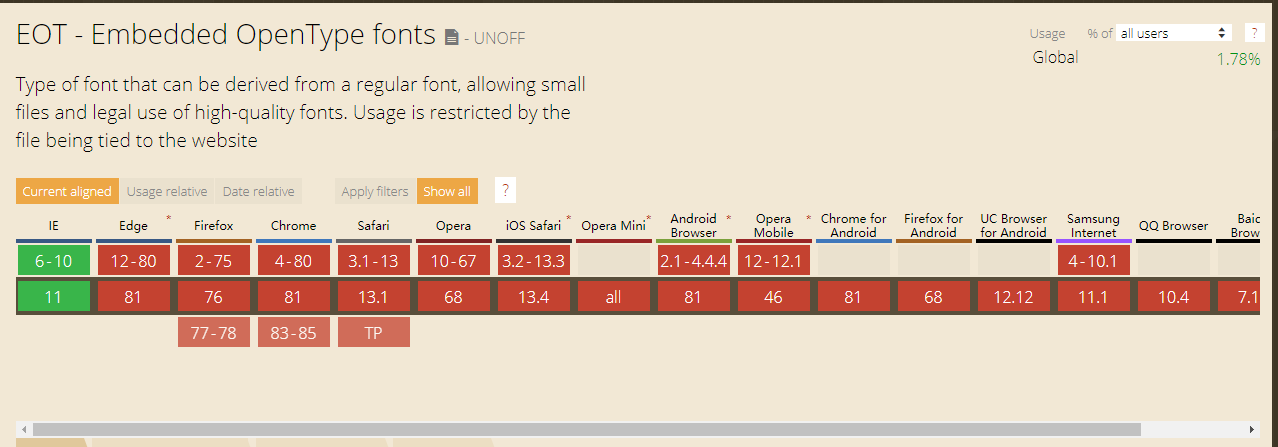 EOT - Embedded OpenType fonts - UNOFF
Usage % of all users ?
Global 1.78%
Type of font that can be derived from a regular font, allowing small
files and legal use of high-quality fonts. Usage is restricted by the
file being tied to the website
Current aligned Usage relative Date relative Apply filters Show all ?
IE Edge * Firefox Chrome Safari Opera iOS Safari * Opera Mini * Android Browser * Opera Mobile * Chrome for Android Firefox for Android UC Browser for Android Samsung Internet QQ Browser
6-10 12-80 2-75 4-80 3.1-13 10-67 3.2-13.3 2.1-4.4.4 12-12.1 4-10.1
11 81 76 81 13.1 68 13.4 all 81 46 81 68 12.12 11.1 10.4 7.1
77-78 83-85 TP